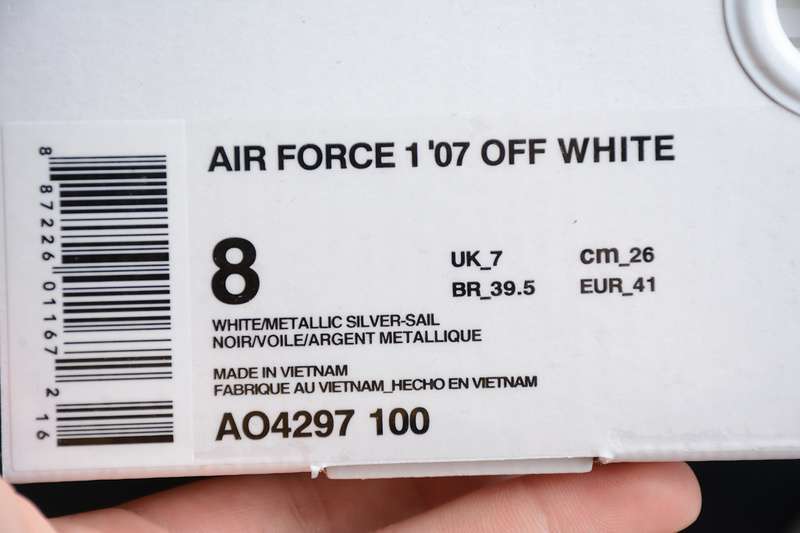 AIR FORCE 1 '07 OFF WHITE
8
UK_7
cm_26
BR_39.5
EUR_41
WHITE/METALLIC SILVER-SAIL
NOIR/VOILE/ARGENT METALLIQUE
MADE IN VIETNAM
FABRIQUE AU VIETNAM_HECHO EN VIETNAM
AO4297 100
8 87226 01167 2 16